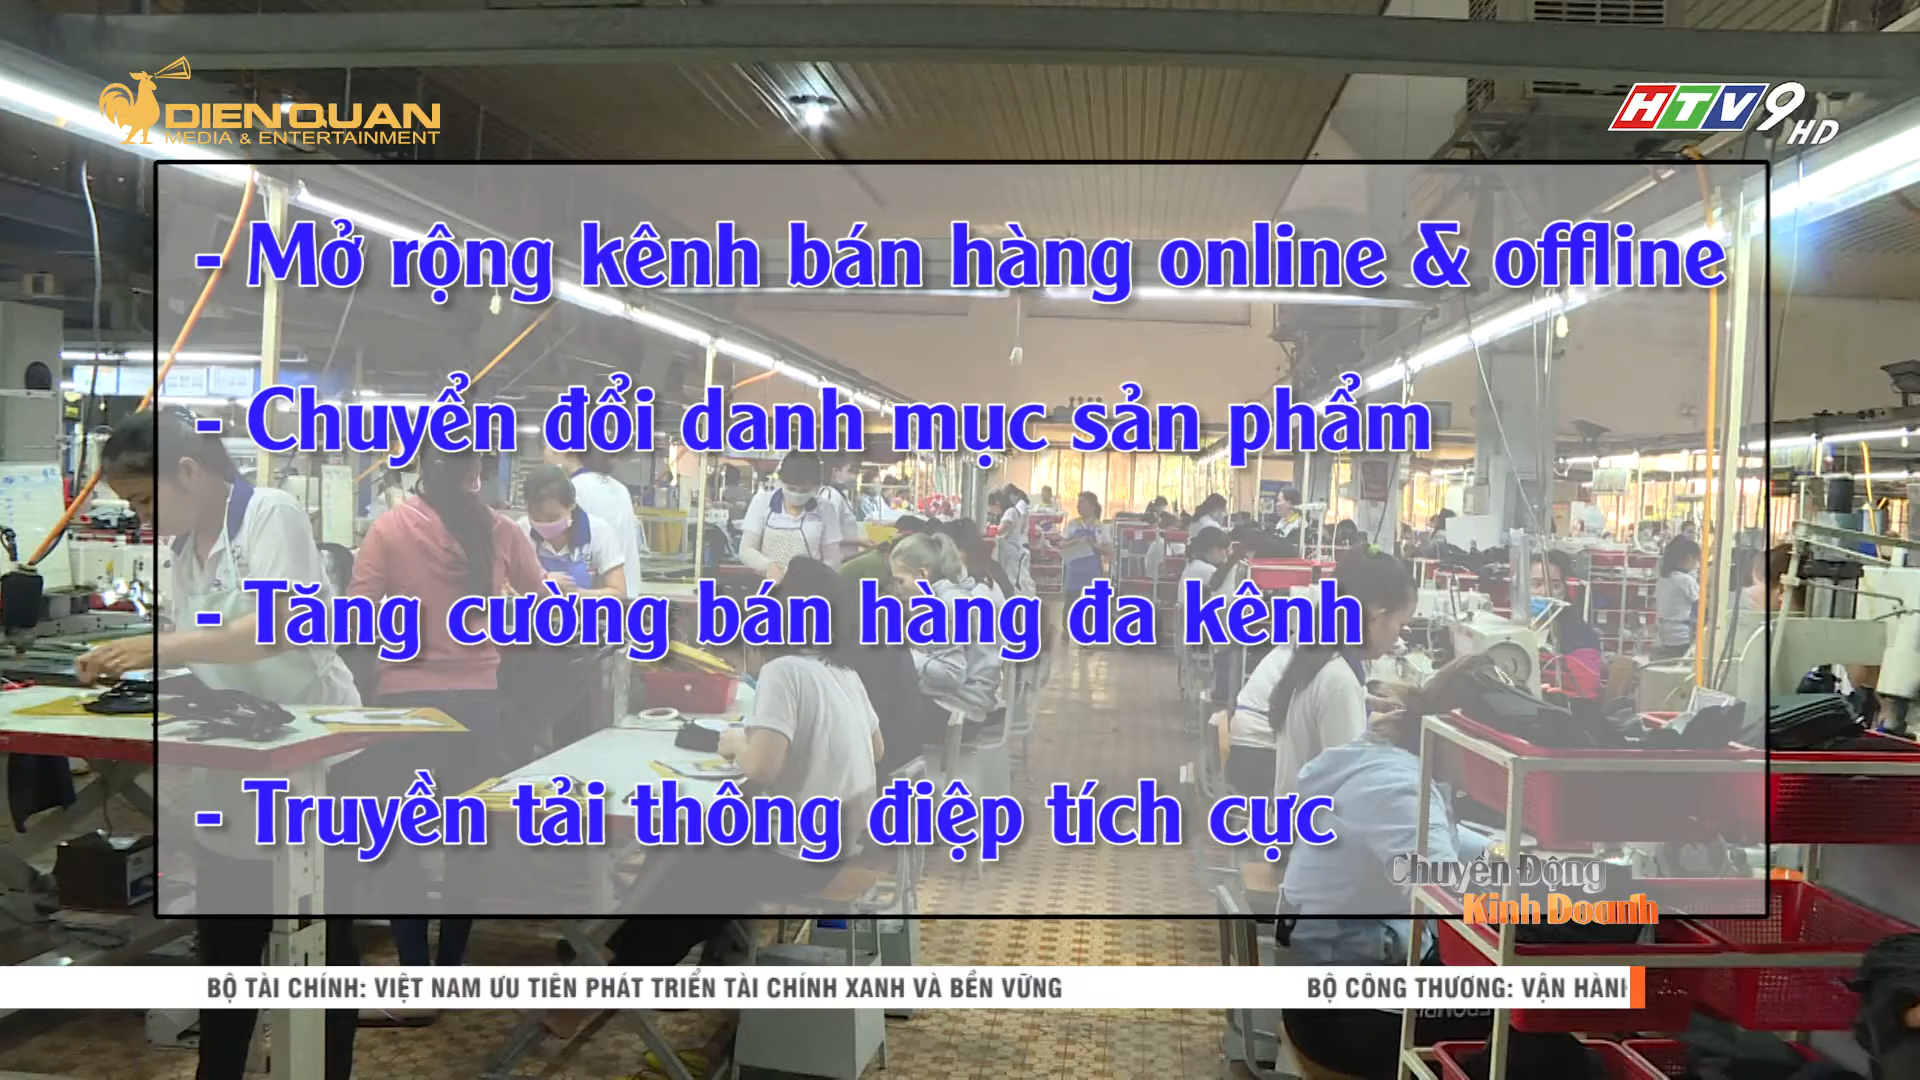 DIENQUAN
MEDIA & ENTERTAINMENT
HTV9
HD
- Mở rộng kênh bán hàng online & offline
- Chuyển đổi danh mục sản phẩm
- Tăng cường bán hàng đa kênh
- Truyền tải thông điệp tích cực
Chuyển Động
Kinh Doanh
BỘ TÀI CHÍNH: VIỆT NAM ƯU TIÊN PHÁT TRIỂN TÀI CHÍNH XANH VÀ BỀN VỮNG
BỘ CÔNG THƯƠNG: VẬN HÀNH